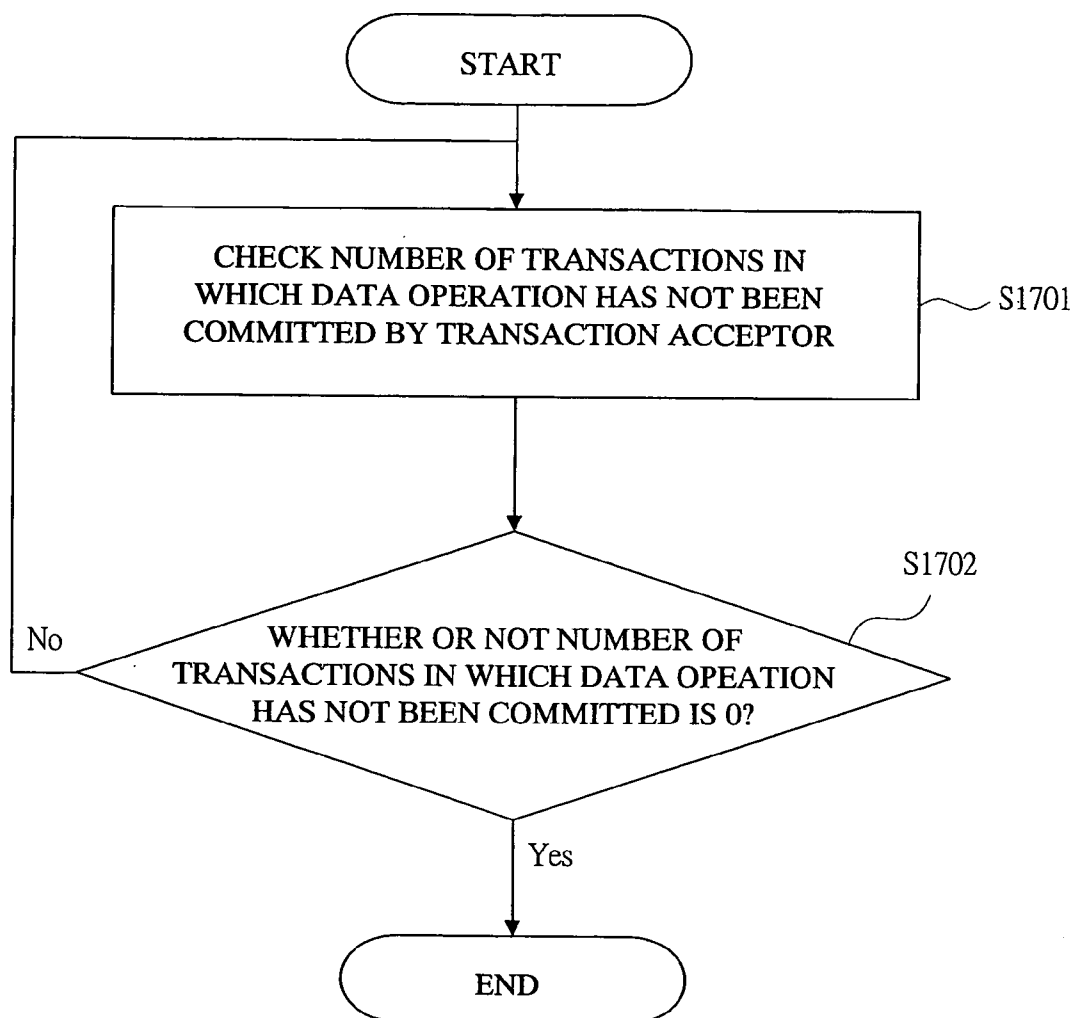 START
CHECK NUMBER OF TRANSACTIONS IN
WHICH DATA OPERATION HAS NOT BEEN
COMMITTED BY TRANSACTION ACCEPTOR
S1701
S1702
No
WHETHER OR NOT NUMBER OF
TRANSACTIONS IN WHICH DATA OPEATION
HAS NOT BEEN COMMITTED IS 0?
Yes
END